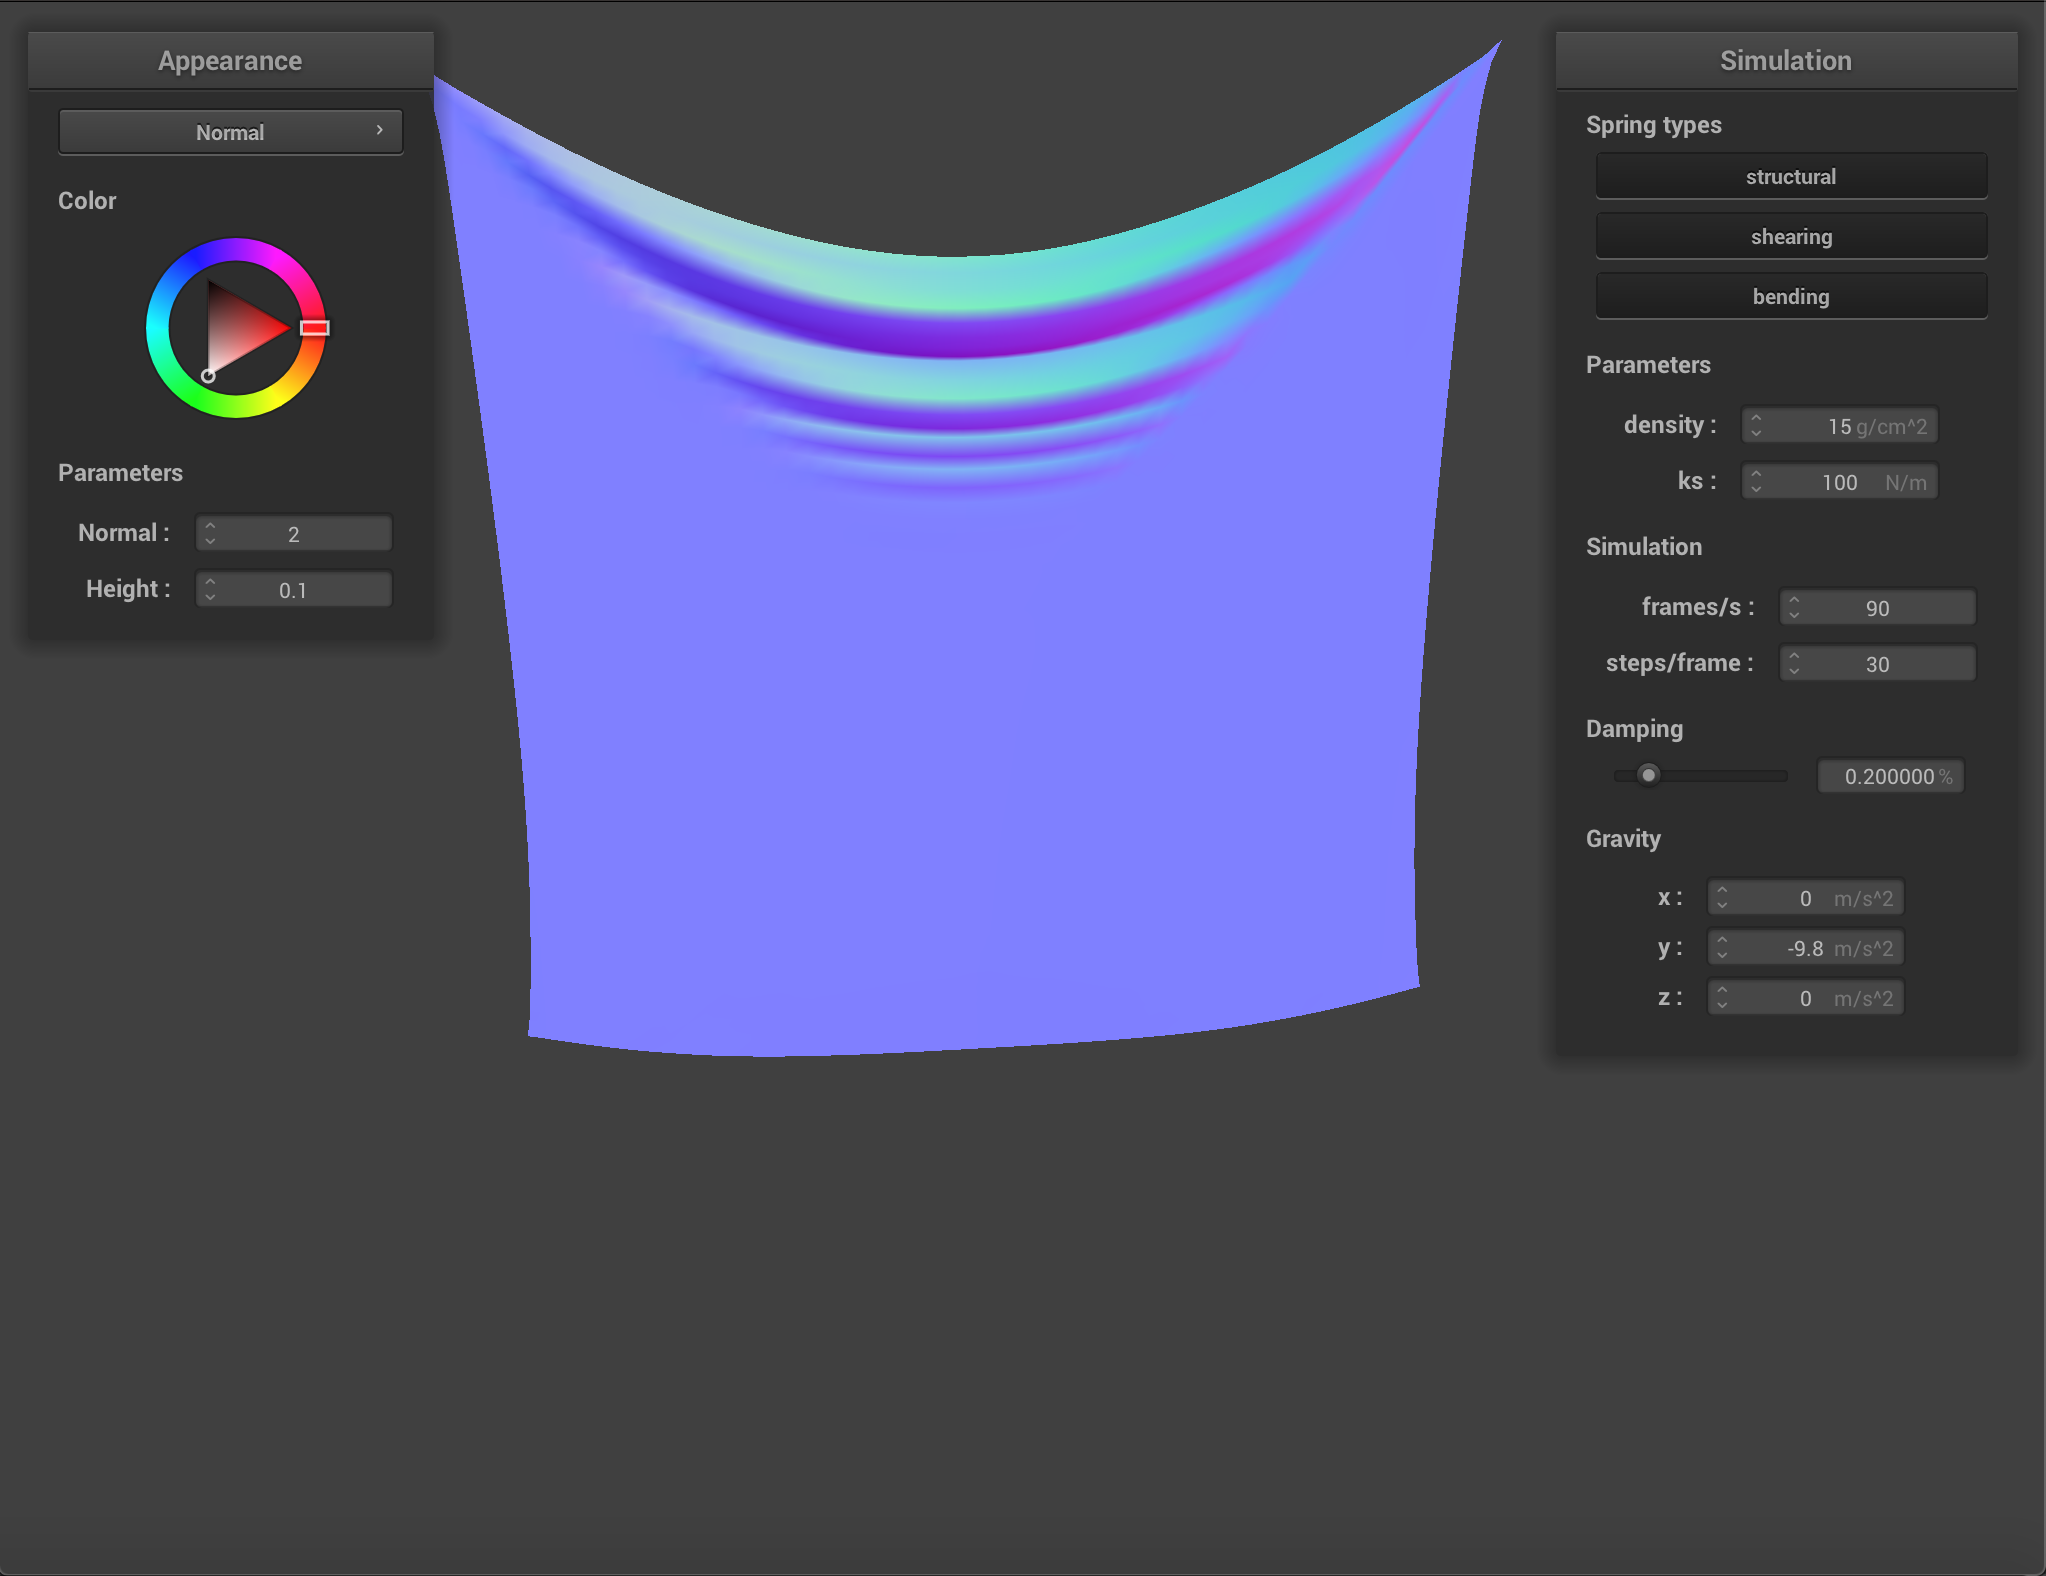 Appearance
Normal
Color
Parameters
Normal : 2
Height : 0.1
Simulation
Spring types
structural
shearing
bending
Parameters
density : 15 g/cm^2
ks : 100 N/m
Simulation
frames/s : 90
steps/frame : 30
Damping
0.200000 %
Gravity
x : 0 m/s^2
y : -9.8 m/s^2
z : 0 m/s^2